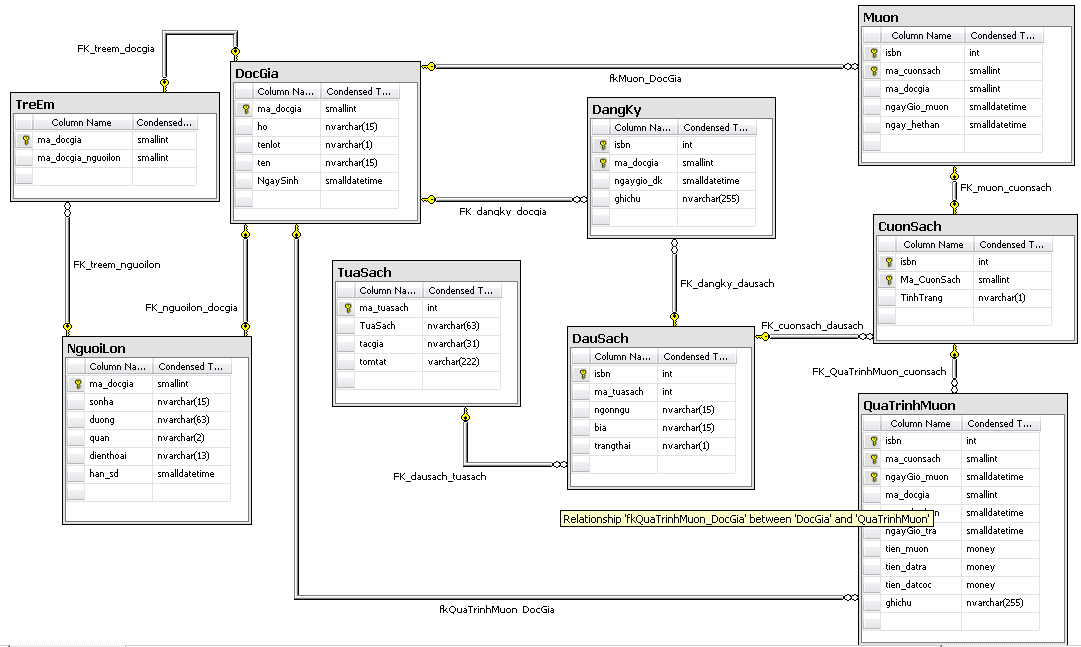 FK_treem_docgia
TreEm
Column Name Condensed...
ma_docgia smallint
ma_docgia_nguoilon smallint
FK_treem_nguoilon
FK_nguoilon_docgia
NguoiLon
Column Na... Condensed T...
ma_docgia smallint
sonha nvarchar(15)
duong nvarchar(63)
quan nvarchar(2)
dienthoai nvarchar(13)
han_sd smalldatetime
DocGia
Column Na... Condensed T...
ma_docgia smallint
ho nvarchar(15)
tenlot nvarchar(1)
ten nvarchar(15)
NgaySinh smalldatetime
fkMuon_DocGia
FK_dangky_docgia
TuaSach
Column Na... Condensed T...
ma_tuasach int
TuaSach nvarchar(63)
tacgia nvarchar(31)
tomtat varchar(222)
FK_dausach_tuasach
DangKy
Column Na... Condensed T...
isbn int
ma_docgia smallint
ngaygio_dk smalldatetime
ghichu nvarchar(255)
FK_dangky_dausach
DauSach
Column Na... Condensed T...
isbn int
ma_tuasach int
ngonngu nvarchar(15)
bia nvarchar(15)
trangthai nvarchar(1)
FK_cuonsach_dausach
Muon
Column Name Condensed T...
isbn int
ma_cuonsach smallint
ma_docgia smallint
ngayGio_muon smalldatetime
ngay_hethan smalldatetime
FK_muon_cuonsach
CuonSach
Column Name Condensed T...
isbn int
Ma_CuonSach smallint
TinhTrang nvarchar(1)
FK_QuaTrinhMuon_cuonsach
QuaTrinhMuon
Column Name Condensed T...
isbn int
ma_cuonsach smallint
ngayGio_muon smalldatetime
ma_docgia smallint
smalldatetime
ngayGio_tra smalldatetime
tien_muon money
tien_datra money
tien_datcoc money
ghichu nvarchar(255)
Relationship 'fkQuaTrinhMuon_DocGia' between 'DocGia' and 'QuaTrinhMuon'
fkQuaTrinhMuon_DocGia